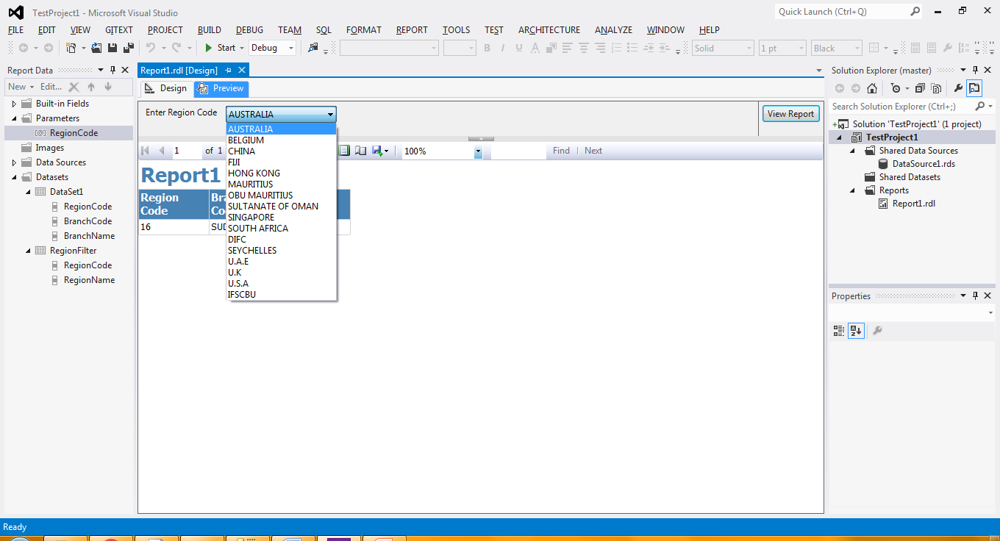 TestProject1 - Microsoft Visual Studio
Quick Launch (Ctrl+Q)
FILE EDIT VIEW GITEXT PROJECT BUILD DEBUG TEAM SQL FORMAT REPORT TOOLS TEST ARCHITECTURE ANALYZE WINDOW HELP
Start Debug B I U A Solid 1 pt Black
Report Data
New Edit...
Built-in Fields
Parameters
RegionCode
Images
Data Sources
Datasets
DataSet1
RegionCode
BranchCode
BranchName
RegionFilter
RegionCode
RegionName
Report1.rdl [Design]
Design Preview
Enter Region Code AUSTRALIA View Report
AUSTRALIA
BELGIUM
CHINA
FIJI
HONG KONG
MAURITIUS
OBU MAURITIUS
SULTANATE OF OMAN
SINGAPORE
SOUTH AFRICA
DIFC
SEYCHELLES
U.A.E
U.K
U.S.A
IFSCBU
1 of 1 100% Find | Next
Report1
Region
Code
Bra
Co
16 SUD
Solution Explorer (master)
Search Solution Explorer (Ctrl+;)
Solution 'TestProject1' (1 project)
TestProject1
Shared Data Sources
DataSource1.rds
Shared Datasets
Reports
Report1.rdl
Properties
Ready